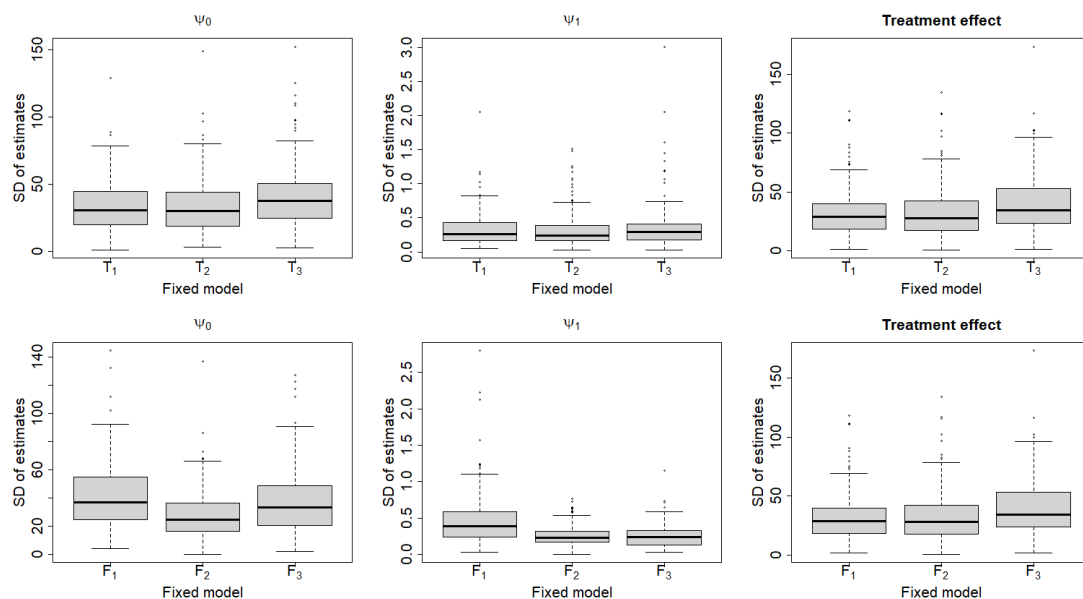 ψ₀
SD of estimates
0 50 100 150
T₁ T₂ T₃
Fixed model
ψ₁
SD of estimates
0.0 0.5 1.0 1.5 2.0 2.5 3.0
T₁ T₂ T₃
Fixed model
Treatment effect
SD of estimates
0 50 100 150
T₁ T₂ T₃
Fixed model
ψ₀
SD of estimates
0 20 40 60 100 140
F₁ F₂ F₃
Fixed model
ψ₁
SD of estimates
0.0 0.5 1.0 1.5 2.0 2.5
F₁ F₂ F₃
Fixed model
Treatment effect
SD of estimates
0 50 100 150
F₁ F₂ F₃
Fixed model